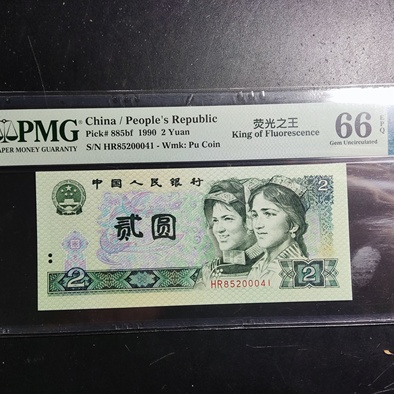 PMG
PAPER MONEY GUARANTY
China / People's Republic
Pick# 885bf 1990 2 Yuan
S/N HR85200041 - Wmk: Pu Coin
荧光之王
King of Fluorescence
66 EPQ
Gem Uncirculated
中国人民银行
2
贰圆
2
2
HR85200041